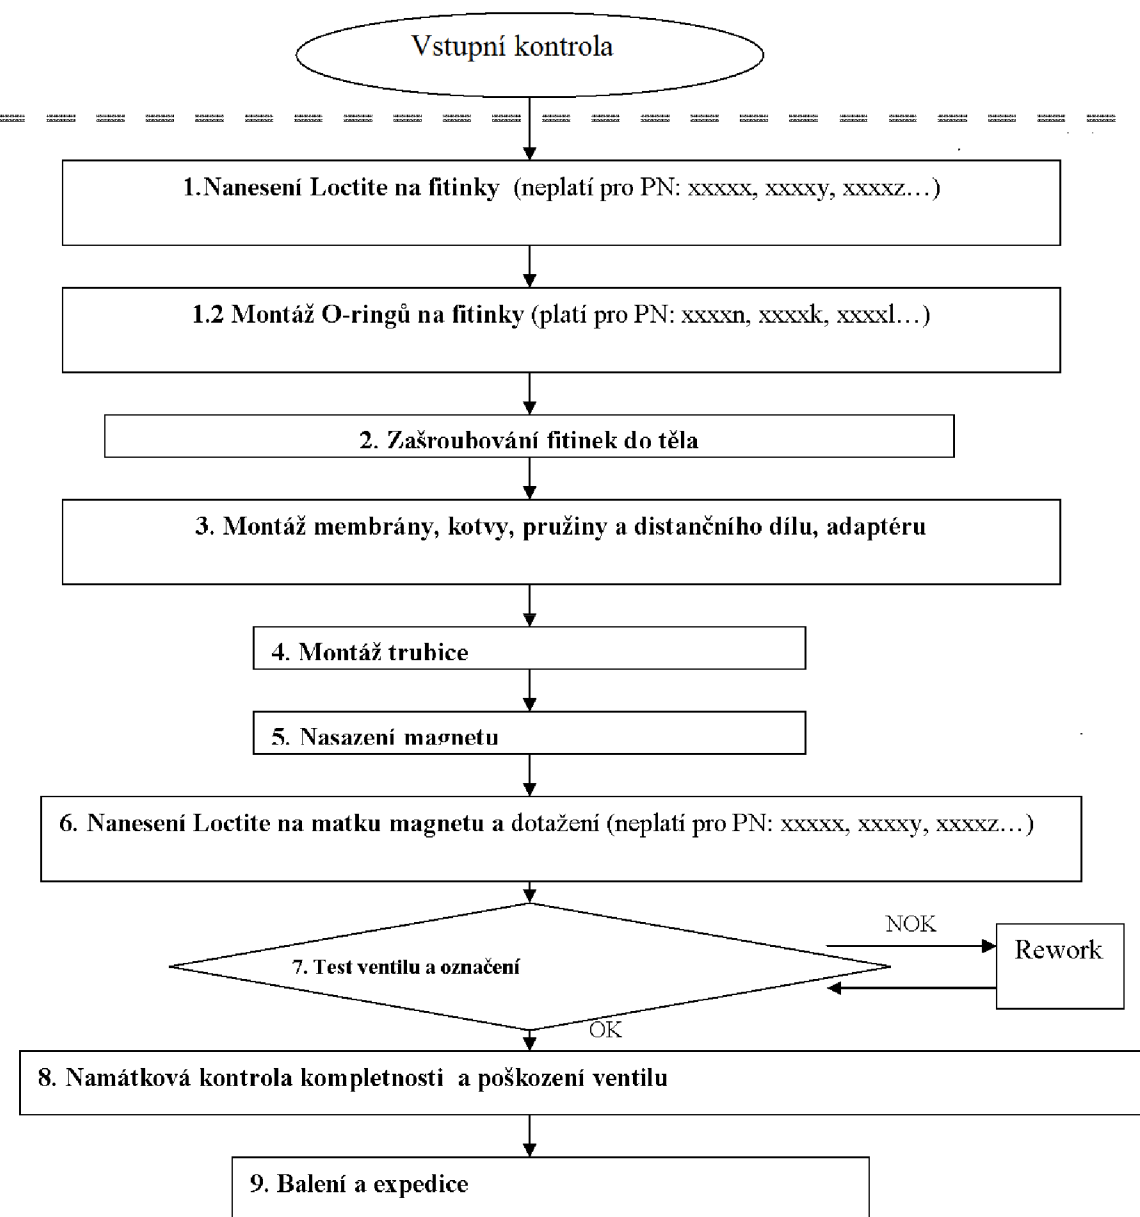 Vstupní kontrola
1.Nanesení Loctite na fitinky (neplatí pro PN: xxxxx, xxxxy, xxxxz…)
1.2 Montáž O-ringů na fitinky (platí pro PN: xxxxn, xxxxk, xxxxl…)
2. Zašroubování fitinek do těla
3. Montáž membrány, kotvy, pružiny a distančního dílu, adaptéru
4. Montáž trubice
5. Nasazení magnetu
6. Nanesení Loctite na matku magnetu a dotažení (neplatí pro PN: xxxxx, xxxxy, xxxxz…)
NOK
Rework
7. Test ventilu a označení
OK
8. Namátková kontrola kompletnosti a poškození ventilu
9. Balení a expedice